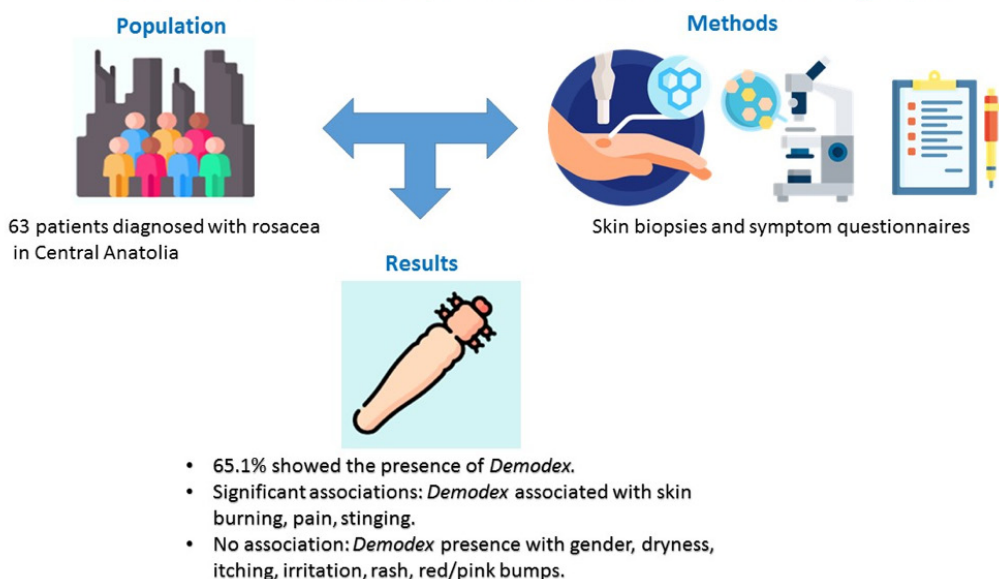 Population
Methods
63 patients diagnosed with rosacea
in Central Anatolia
Skin biopsies and symptom questionnaires
Results
• 65.1% showed the presence of Demodex.
• Significant associations: Demodex associated with skin
burning, pain, stinging.
• No association: Demodex presence with gender, dryness,
itching, irritation, rash, red/pink bumps.